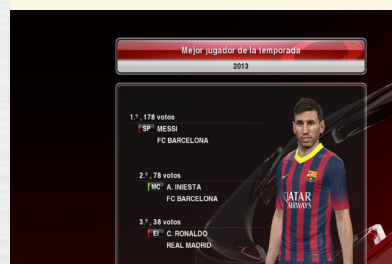 Mejor jugador de la temporada
2013
1.°, 178 votos
SP MESSI
FC BARCELONA
2.°, 78 votos
MC A. INIESTA
FC BARCELONA
3.°, 38 votos
EI C. RONALDO
REAL MADRID
QATAR
AIRWAYS